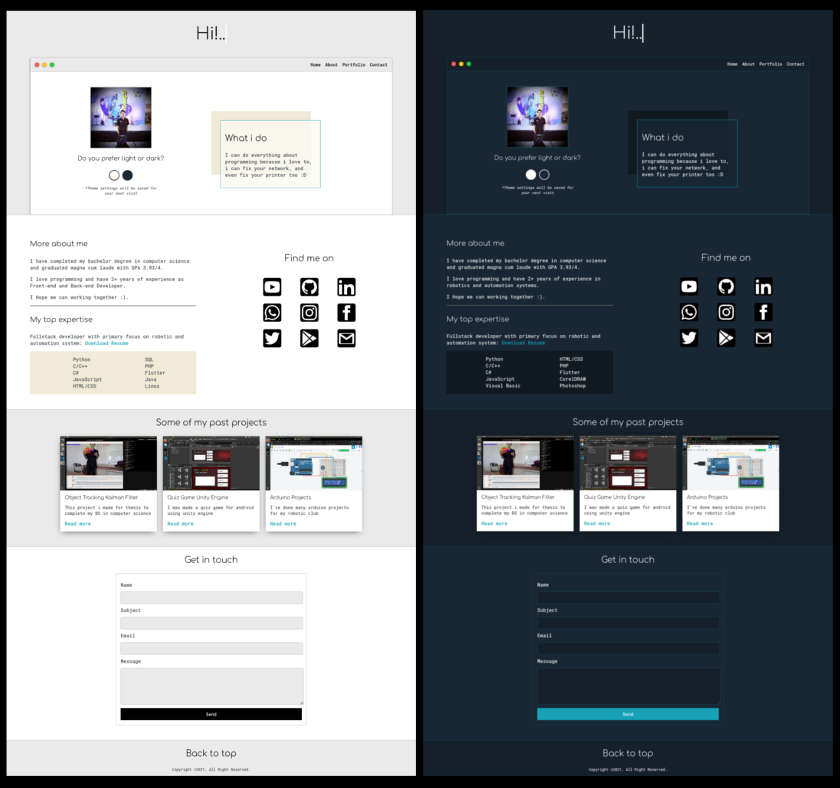 Hi!..
Home About Portfolio Contact
Do you prefer light or dark?
*Theme settings will be saved for
your next visit
What i do
I can do everything about
programming because i love to,
i can fix your network, and
even fix your printer too :D
More about me
I have completed my bachelor degree in computer science
and graduated magna cum laude with GPA 3.93/4.
I love programming and have 2+ years of experience as
Front-end and Back-end Developer.
I Hope we can working together :).
My top expertise
Fullstack developer with primary focus on robotic and
automation system: Download Resume
Python SQL
C/C++ PHP
C# Flutter
JavaScript Java
HTML/CSS Linux
Find me on
Some of my past projects
Object Tracking Kalman Filter
This project i made for thesis to
complete my BS in computer science
Read more
Quiz Game Unity Engine
I was made a quiz game for android
using unity engine
Read more
Arduino Projects
I've done many arduino projects
for my robotic club
Read more
Get in touch
Name
Subject
Email
Message
Send
Back to top
Copyright ©2021. All Right Reserved.
Hi!..
Home About Portfolio Contact
Do you prefer light or dark?
*Theme settings will be saved for
your next visit
What i do
I can do everything about
programming because i love to,
i can fix your network, and
even fix your printer too :D
More about me
I have completed my bachelor degree in computer science
and graduated magna cum laude with GPA 3.93/4.
I love programming and have 2+ years of experience in
robotics and automation systems.
I Hope we can working together :).
My top expertise
Fullstack developer with primary focus on robotic and
automation system: Download Resume
Python HTML/CSS
C/C++ PHP
C# Flutter
JavaScript CorelDRAW
Visual Basic Photoshop
Find me on
Some of my past projects
Object Tracking Kalman Filter
This project i made for thesis to
complete my BS in computer science
Read more
Quiz Game Unity Engine
I was made a quiz game for android
using unity engine
Read more
Arduino Projects
I've done many arduino projects
for my robotic club
Read more
Get in touch
Name
Subject
Email
Message
Send
Back to top
Copyright ©2021. All Right Reserved.